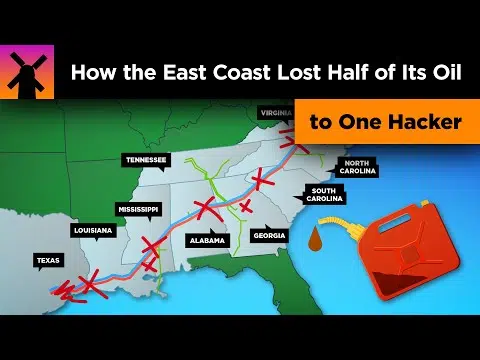 How the East Coast Lost Half of Its Oil
to One Hacker
VIRGINIA
TENNESSEE
NORTH
CAROLINA
SOUTH
CAROLINA
MISSISSIPPI
LOUISIANA
ALABAMA
GEORGIA
TEXAS